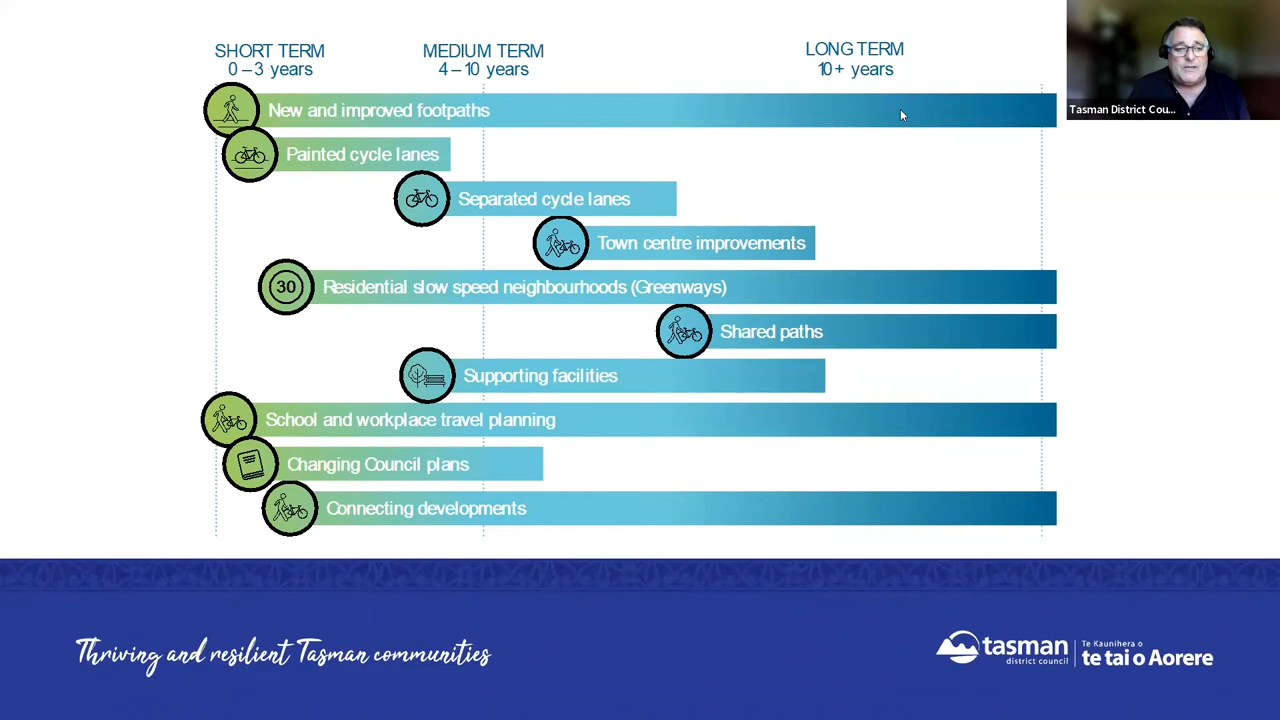 SHORT TERM
0 – 3 years
MEDIUM TERM
4 – 10 years
LONG TERM
10+ years
Tasman District Cou...
New and improved footpaths
Painted cycle lanes
Separated cycle lanes
Town centre improvements
30
Residential slow speed neighbourhoods (Greenways)
Shared paths
Supporting facilities
School and workplace travel planning
Changing Council plans
Connecting developments
Thriving and resilient Tasman communities
tasman
district council
Te Kaunihera o
te tai o Aorere